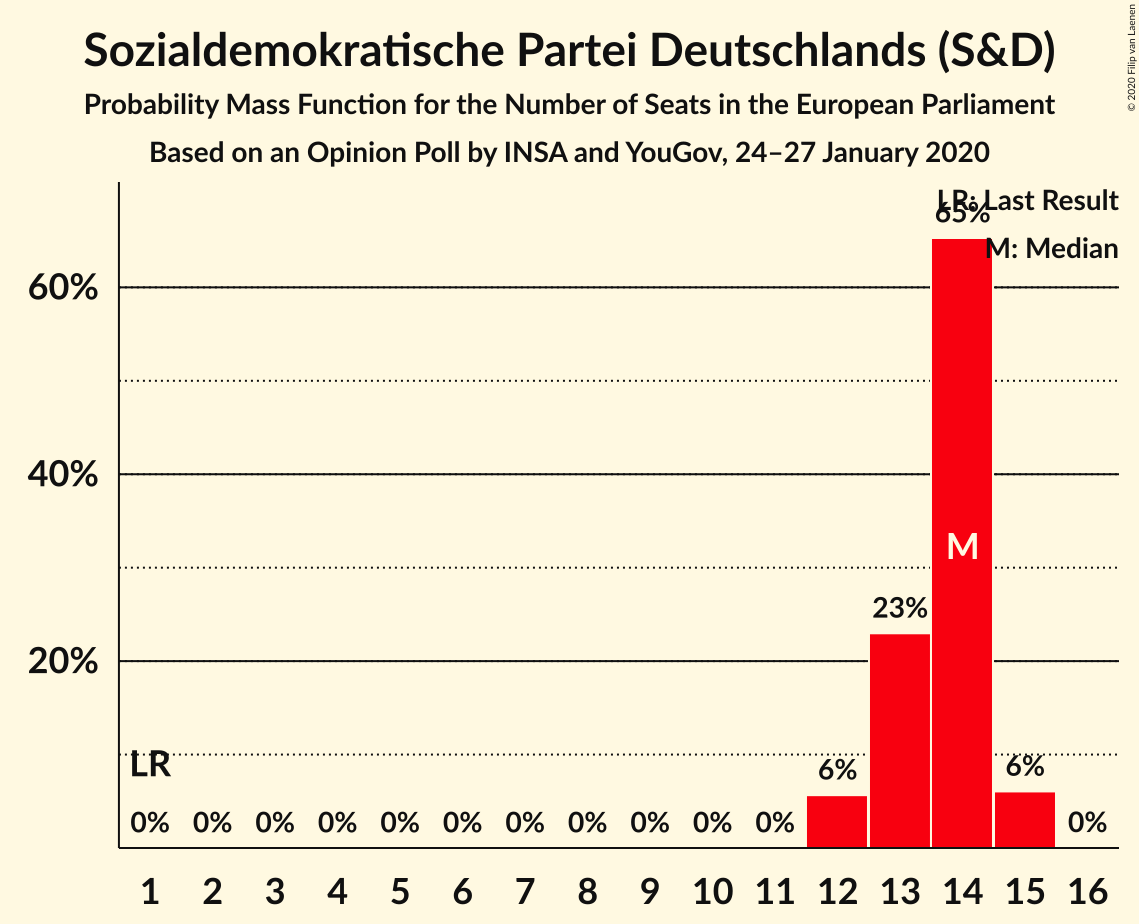 Sozialdemokratische Partei Deutschlands (S&D)
Probability Mass Function for the Number of Seats in the European Parliament
Based on an Opinion Poll by INSA and YouGov, 24–27 January 2020
© 2020 Filip van Laenen
LR: Last Result
M: Median
65%
60%
40%
M
23%
20%
LR
6%
6%
0% 0% 0% 0% 0% 0% 0% 0% 0% 0% 0% 0%
1 2 3 4 5 6 7 8 9 10 11 12 13 14 15 16